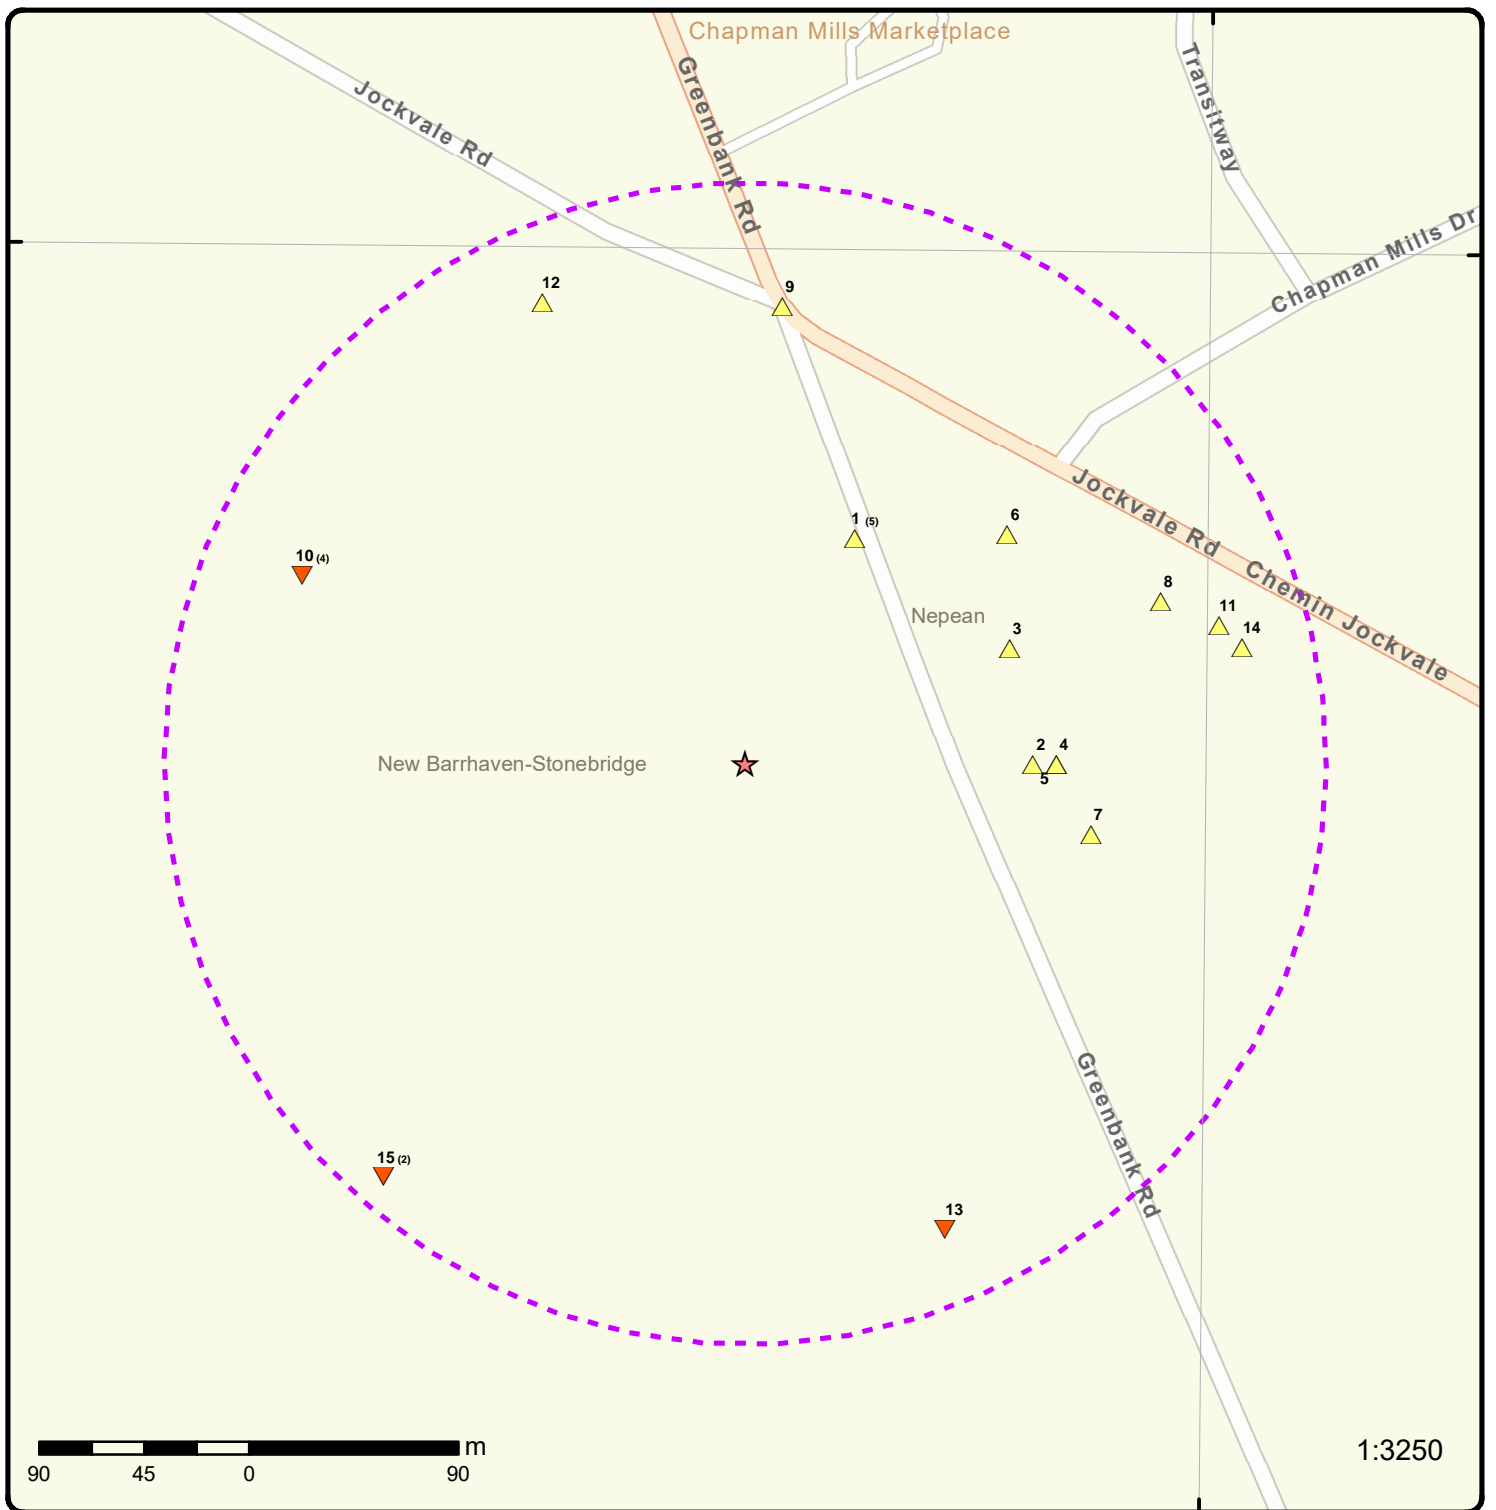 Chapman Mills Marketplace
Jockvale Rd
Greenbank Rd
Transitway
Chapman Mills Dr
12
9
1 (5)
6
Jockvale Rd
Chemin Jockvale
10 (4)
8
Nepean
11
3
14
2
4
New Barrhaven-Stonebridge
5
7
Greenbank Rd
15 (2)
13
m
1:3250
90
45
0
90